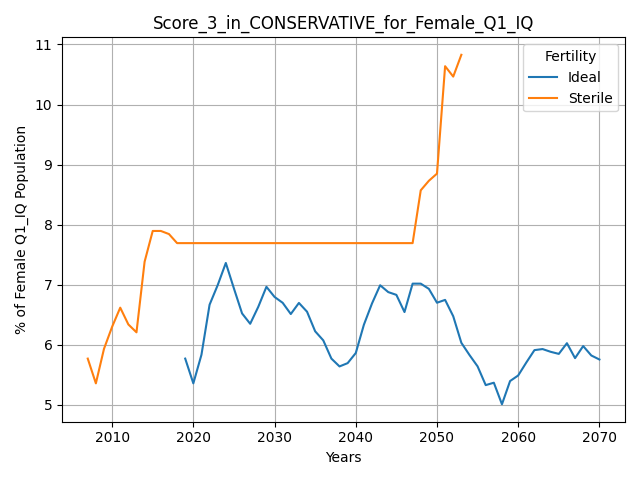 Score_3_in_CONSERVATIVE_for_Female_Q1_IQ
% of Female Q1_IQ Population
11
10
9
8
7
6
5
Fertility
Ideal
Sterile
2010 2020 2030 2040 2050 2060 2070
Years